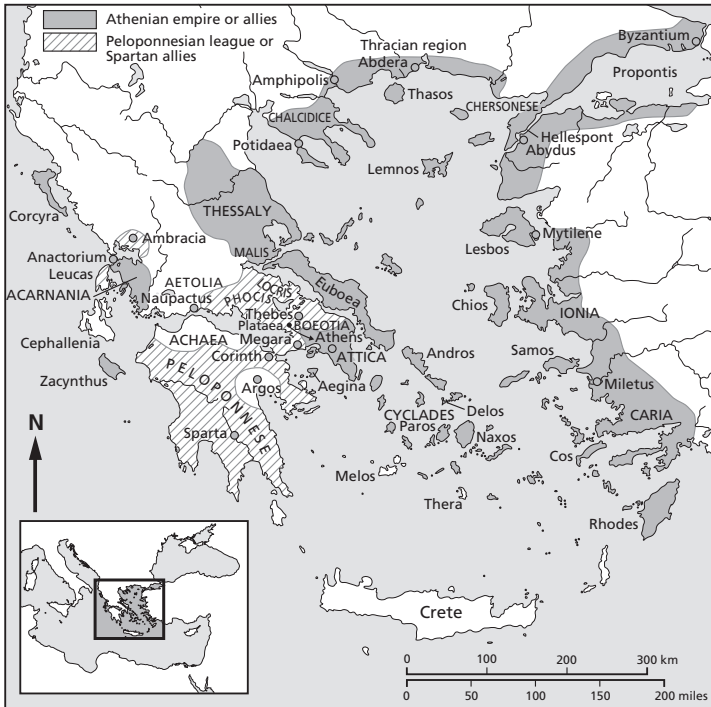 Athenian empire or allies
Peloponnesian league or
Spartan allies
Byzantium
Thracian region
Abdera
Propontis
Amphipolis
Thasos
CHERSONESE
CHALCIDICE
Hellespont
Abydus
Potidaea
Lemnos
Corcyra
THESSALY
Ambracia
Mytilene
Lesbos
MALIS
Anactorium
Leucas
AETOLIA
LOCRIS
Euboea
ACARNANIA
Naupactus
PHOCIS
Chios
IONIA
Thebes
Plataea
BOEOTIA
Cephallenia
ACHAEA
Megara
Athens
ATTICA
Andros
Samos
Corinth
Zacynthus
PELOPONNESE
Argos
Aegina
Miletus
Delos
CYCLADES
Paros
Naxos
CARIA
N
Sparta
Cos
Melos
Thera
Rhodes
Crete
0 100 200 300 km
0 50 100 150 200 miles